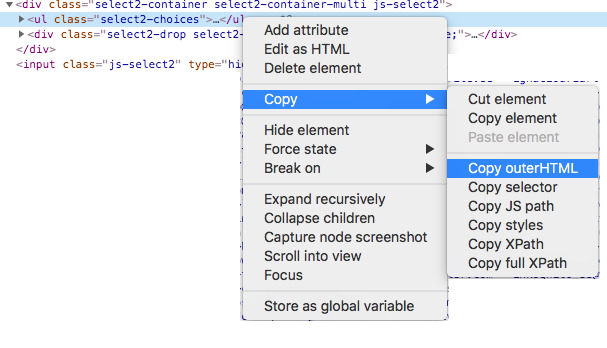 ▼<div class="select2-container select2-container-multi js-select2">
▶<ul class="select2-choices">…</ul>
▶<div class="select2-drop select2-
;">…</div>
</div>
<input class="js-select2" type="hid
Add attribute
Edit as HTML
Delete element
Copy ▶
Hide element
Force state ▶
Break on ▶
Expand recursively
Collapse children
Capture node screenshot
Scroll into view
Focus
Store as global variable
Cut element
Copy element
Paste element
Copy outerHTML
Copy selector
Copy JS path
Copy styles
Copy XPath
Copy full XPath